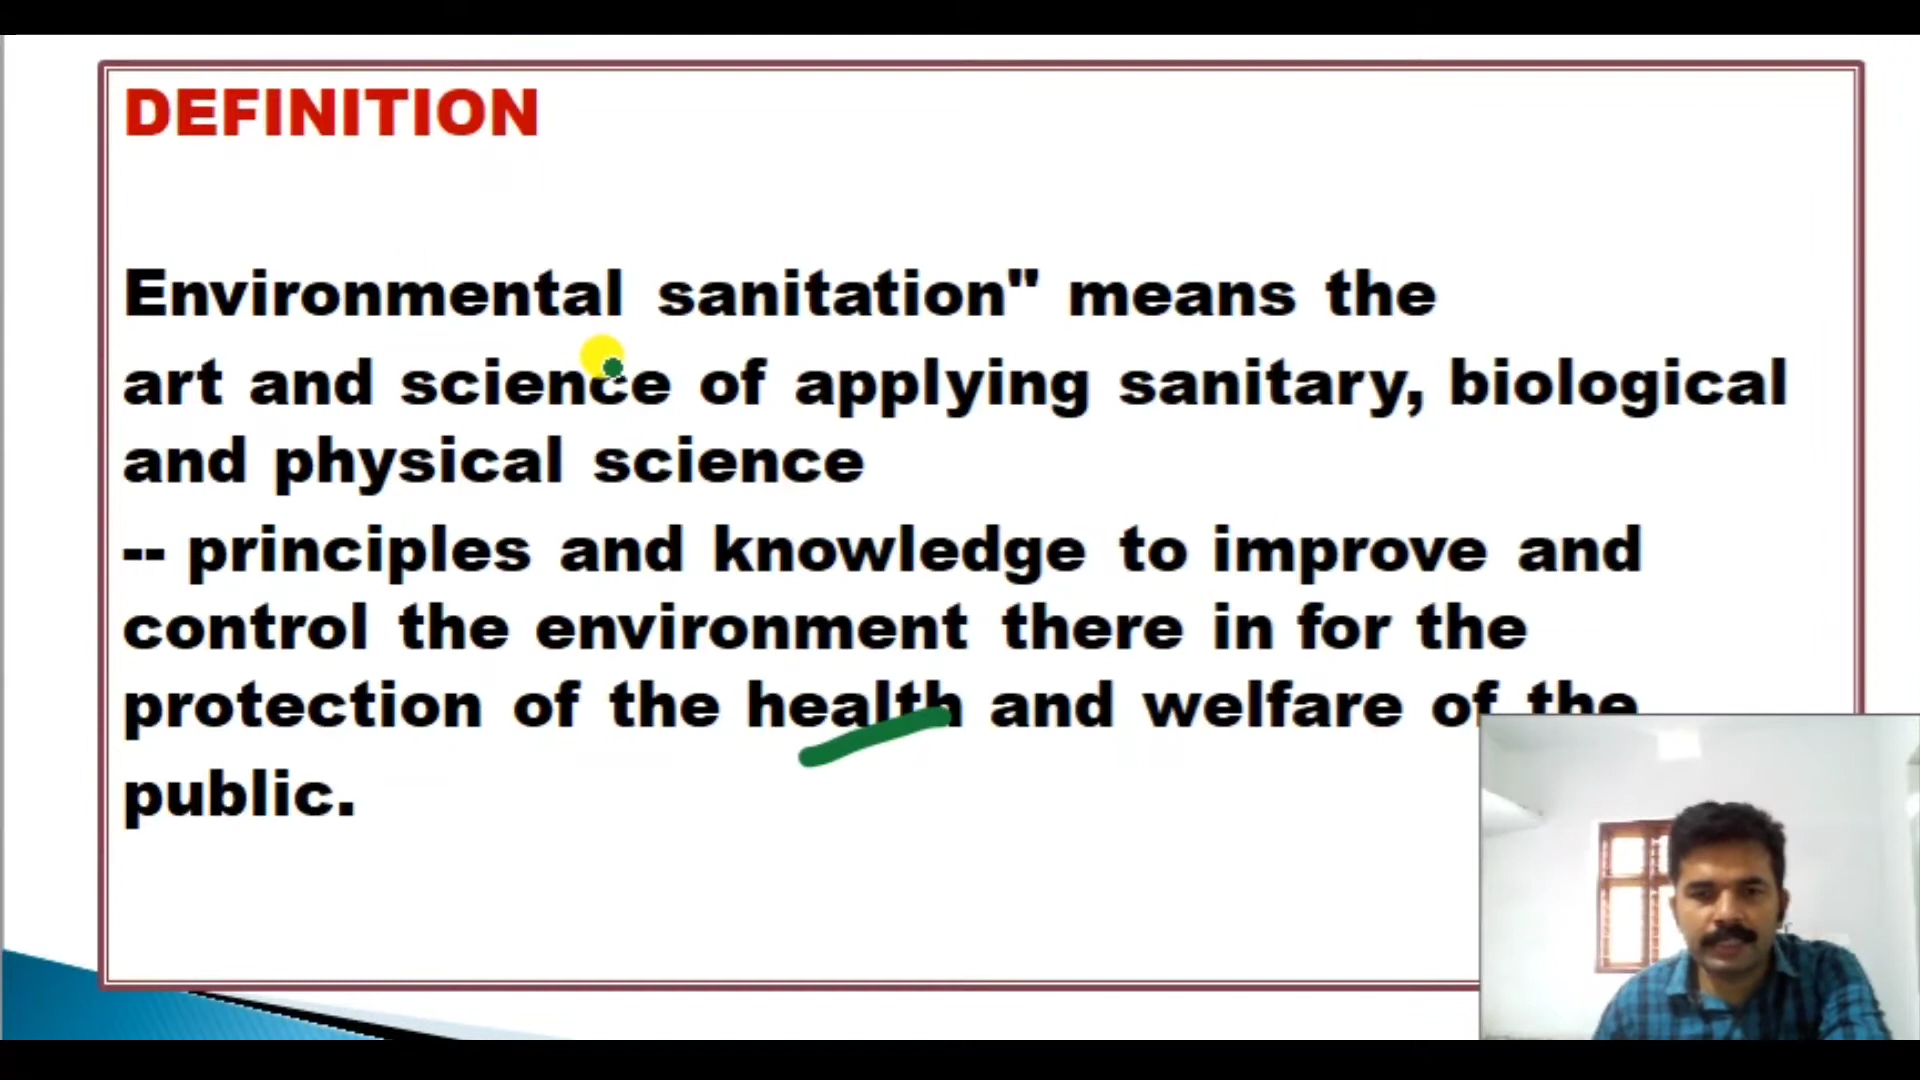 DEFINITION
Environmental sanitation" means the
art and science of applying sanitary, biological
and physical science
-- principles and knowledge to improve and
control the environment there in for the
protection of the health and welfare of the
public.